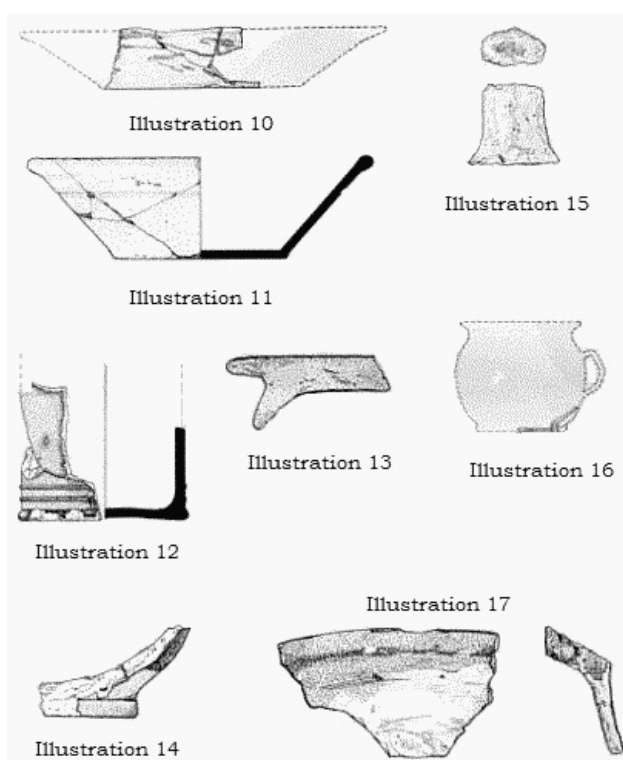 Illustration 10
Illustration 15
Illustration 11
Illustration 13
Illustration 16
Illustration 12
Illustration 17
Illustration 14